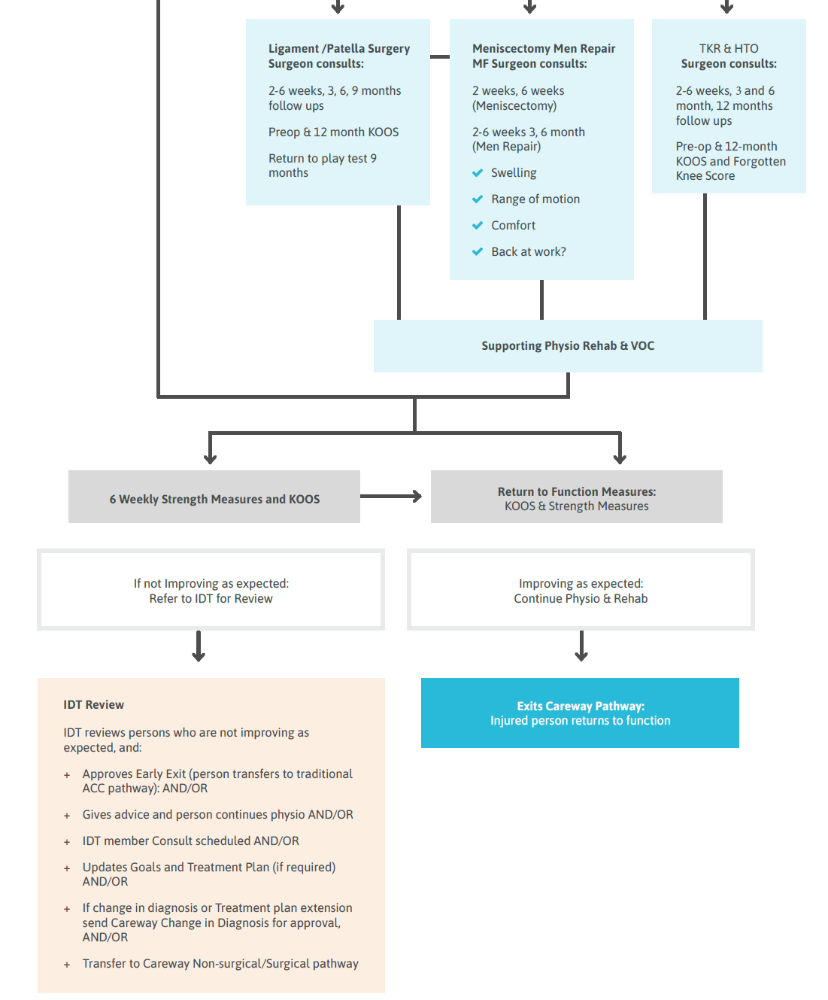 Ligament /Patella Surgery
Surgeon consults:
2-6 weeks, 3, 6, 9 months
follow ups
Preop & 12 month KOOS
Return to play test 9
months
Meniscectomy Men Repair
MF Surgeon consults:
2 weeks, 6 weeks
(Meniscectomy)
2-6 weeks 3, 6 month
(Men Repair)
Swelling
Range of motion
Comfort
Back at work?
TKR & HTO
Surgeon consults:
2-6 weeks, 3 and 6
month, 12 months
follow ups
Pre-op & 12-month
KOOS and Forgotten
Knee Score
Supporting Physio Rehab & VOC
6 Weekly Strength Measures and KOOS
Return to Function Measures:
KOOS & Strength Measures
If not Improving as expected:
Refer to IDT for Review
Improving as expected:
Continue Physio & Rehab
IDT Review
IDT reviews persons who are not improving as
expected, and:
+ Approves Early Exit (person transfers to traditional
ACC pathway): AND/OR
+ Gives advice and person continues physio AND/OR
+ IDT member Consult scheduled AND/OR
+ Updates Goals and Treatment Plan (if required)
AND/OR
+ If change in diagnosis or Treatment plan extension
send Careway Change in Diagnosis for approval,
AND/OR
+ Transfer to Careway Non-surgical/Surgical pathway
Exits Careway Pathway:
Injured person returns to function